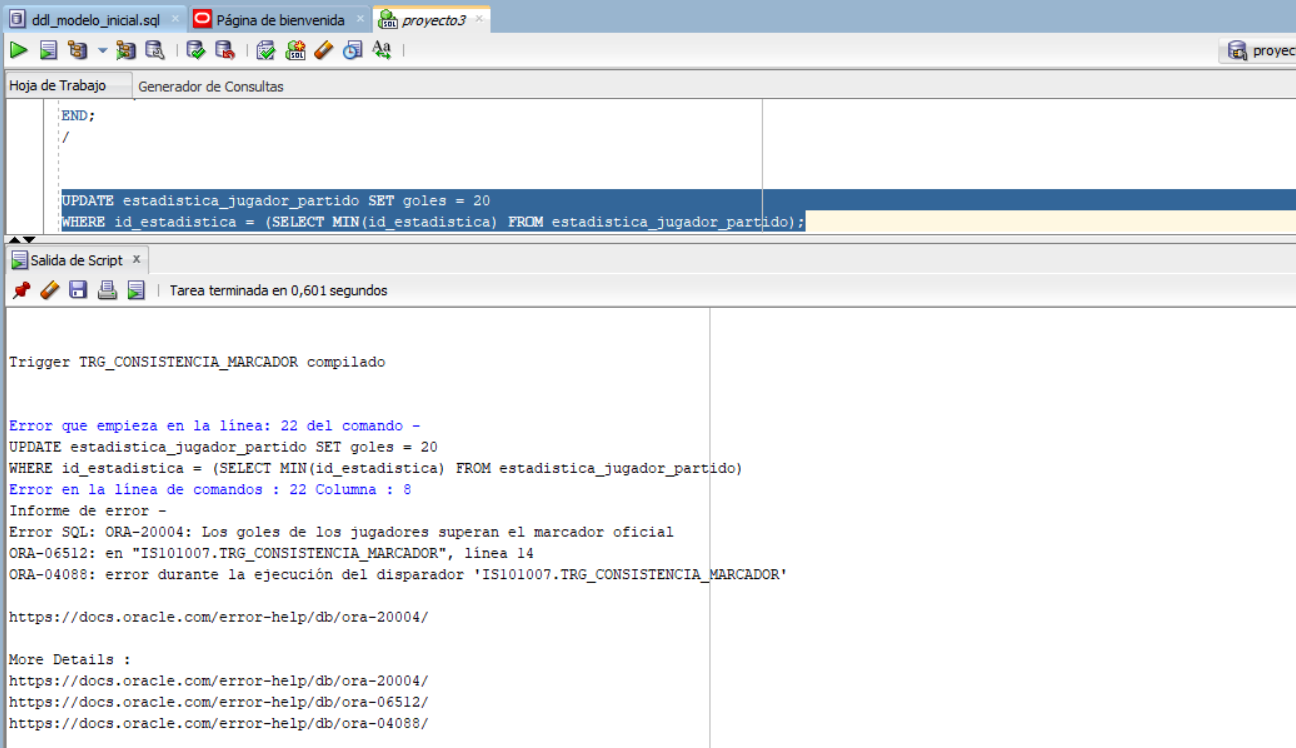 ddl_modelo_inicial.sql
Página de bienvenida
proyecto3
Hoja de Trabajo
Generador de Consultas
END;
/
UPDATE estadistica_jugador_partido SET goles = 20
WHERE id_estadistica = (SELECT MIN(id_estadistica) FROM estadistica_jugador_partido);
Salida de Script
Tarea terminada en 0,601 segundos
Trigger TRG_CONSISTENCIA_MARCADOR compilado
Error que empieza en la línea: 22 del comando -
UPDATE estadistica_jugador_partido SET goles = 20
WHERE id_estadistica = (SELECT MIN(id_estadistica) FROM estadistica_jugador_partido)
Error en la línea de comandos : 22 Columna : 8
Informe de error -
Error SQL: ORA-20004: Los goles de los jugadores superan el marcador oficial
ORA-06512: en "IS101007.TRG_CONSISTENCIA_MARCADOR", línea 14
ORA-04088: error durante la ejecución del disparador 'IS101007.TRG_CONSISTENCIA_MARCADOR'
https://docs.oracle.com/error-help/db/ora-20004/
More Details :
https://docs.oracle.com/error-help/db/ora-20004/
https://docs.oracle.com/error-help/db/ora-06512/
https://docs.oracle.com/error-help/db/ora-04088/